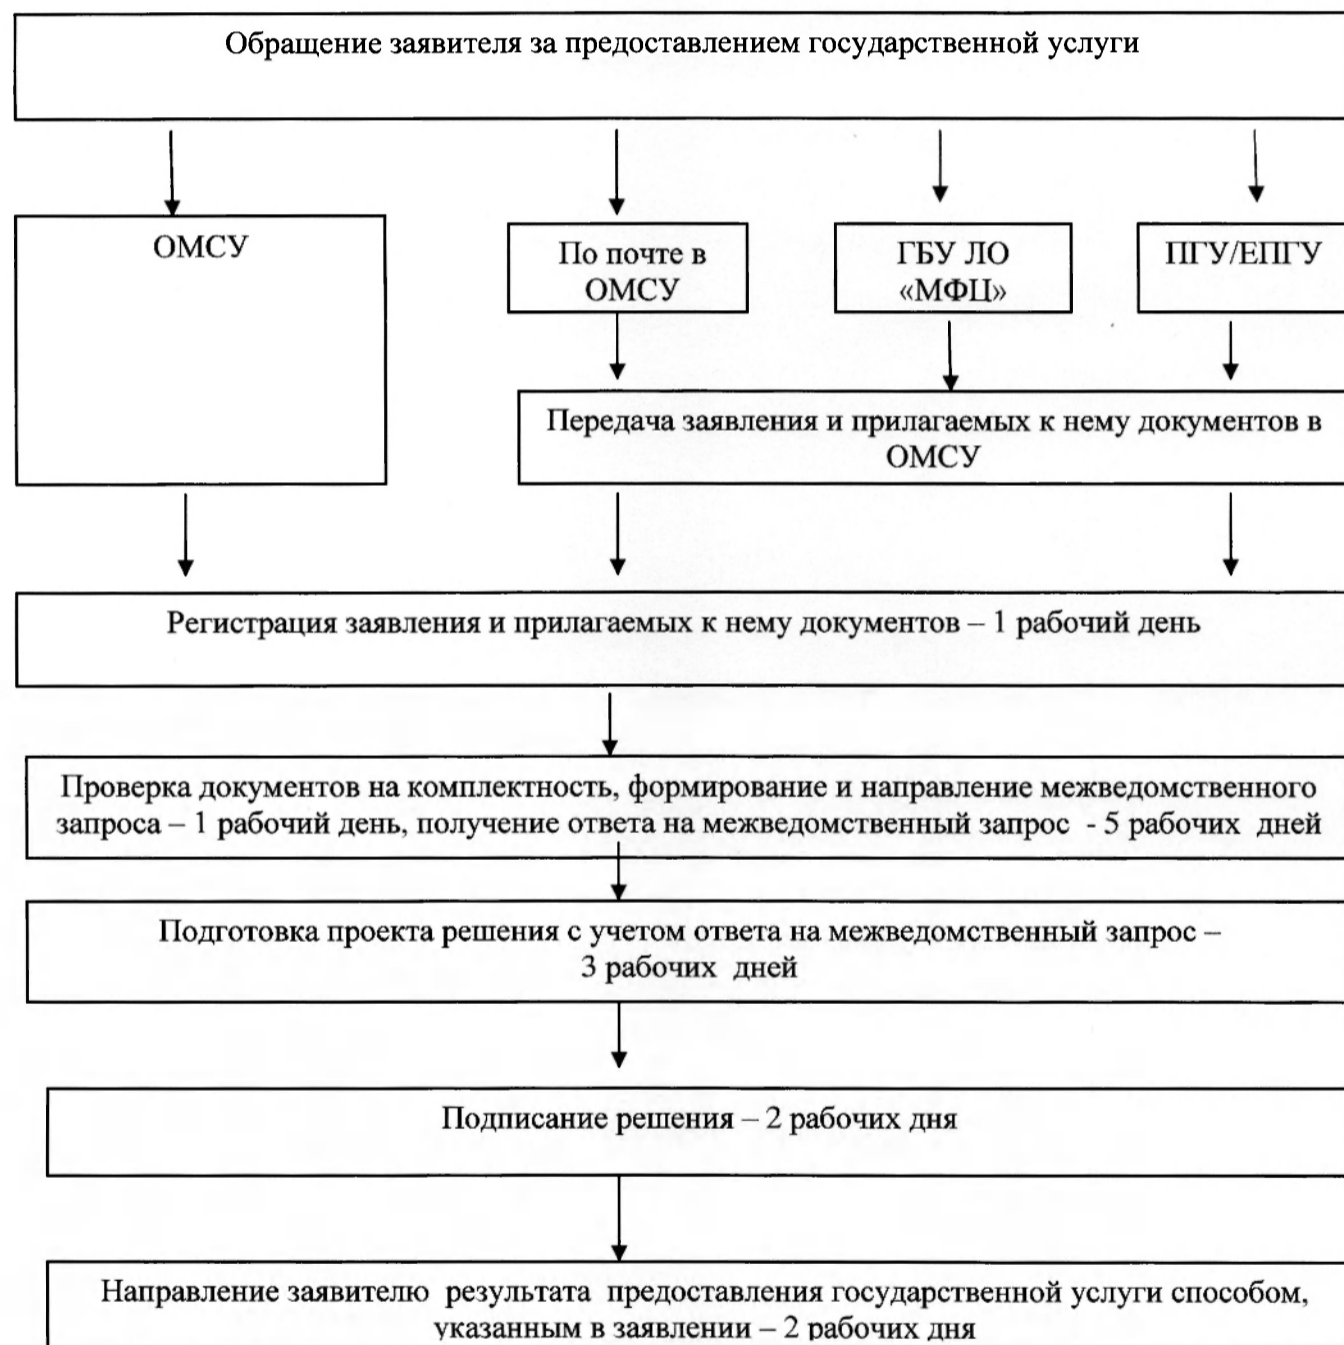 Обращение заявителя за предоставлением государственной услуги
ОМСУ
По почте в
ОМСУ
ГБУ ЛО
«МФЦ»
ПГУ/ЕПГУ
Передача заявления и прилагаемых к нему документов в
ОМСУ
Регистрация заявления и прилагаемых к нему документов – 1 рабочий день
Проверка документов на комплектность, формирование и направление межведомственного
запроса – 1 рабочий день, получение ответа на межведомственный запрос - 5 рабочих дней
Подготовка проекта решения с учетом ответа на межведомственный запрос –
3 рабочих дней
Подписание решения – 2 рабочих дня
Направление заявителю результата предоставления государственной услуги способом,
указанным в заявлении – 2 рабочих дня